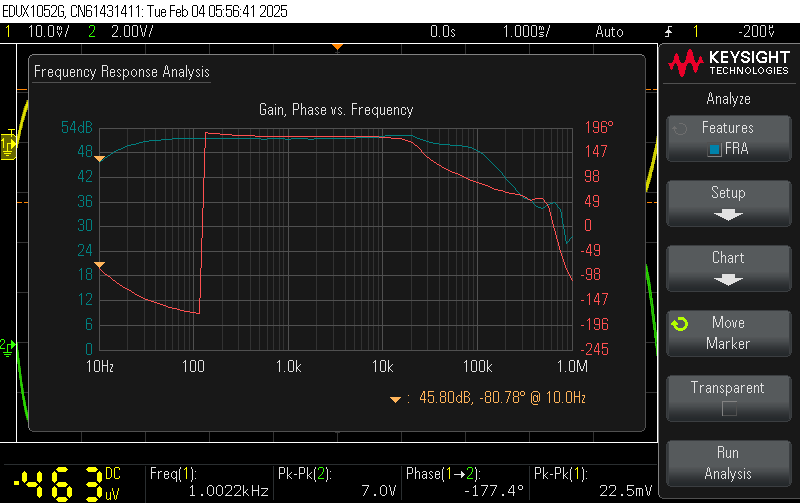 EDUX1052G, CN61431411: Tue Feb 04 05:56:41 2025
1 10.0V/ 2 2.00V/ 0.0s 1.000s/ Auto 1 -200V
KEYSIGHT
TECHNOLOGIES
Frequency Response Analysis
Analyze
Gain, Phase vs. Frequency
Features
FRA
54dB 196°
48 147
42 98
36 49
30 0
24 -49
18 -98
12 -147
6 -196
0 -245
10Hz 100 1.0k 10k 100k 1.0M
45.80dB, -80.78° @ 10.0Hz
Setup
Chart
Move
Marker
Transparent
Run
Analysis
1
2
-463 DC
uV
Freq(1): Pk-Pk(2): Phase(1→2): Pk-Pk(1):
1.0022kHz 7.0V -177.4° 22.5mV